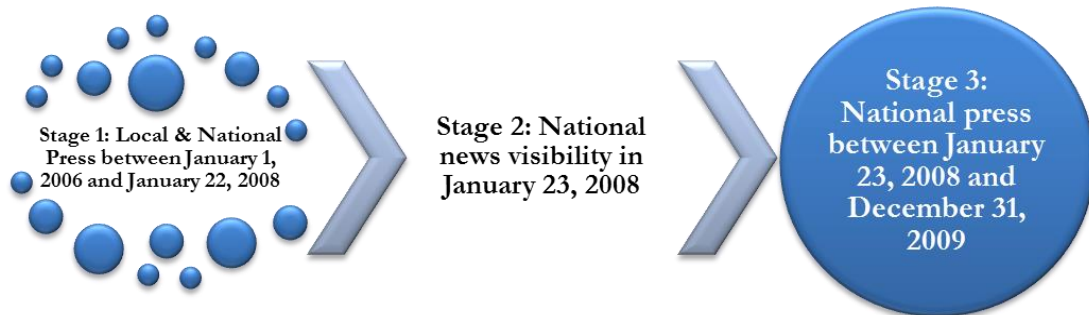 Stage 1: Local & National
Press between January 1,
2006 and January 22, 2008
Stage 2: National
news visibility in
January 23, 2008
Stage 3:
National press
between January
23, 2008 and
December 31,
2009